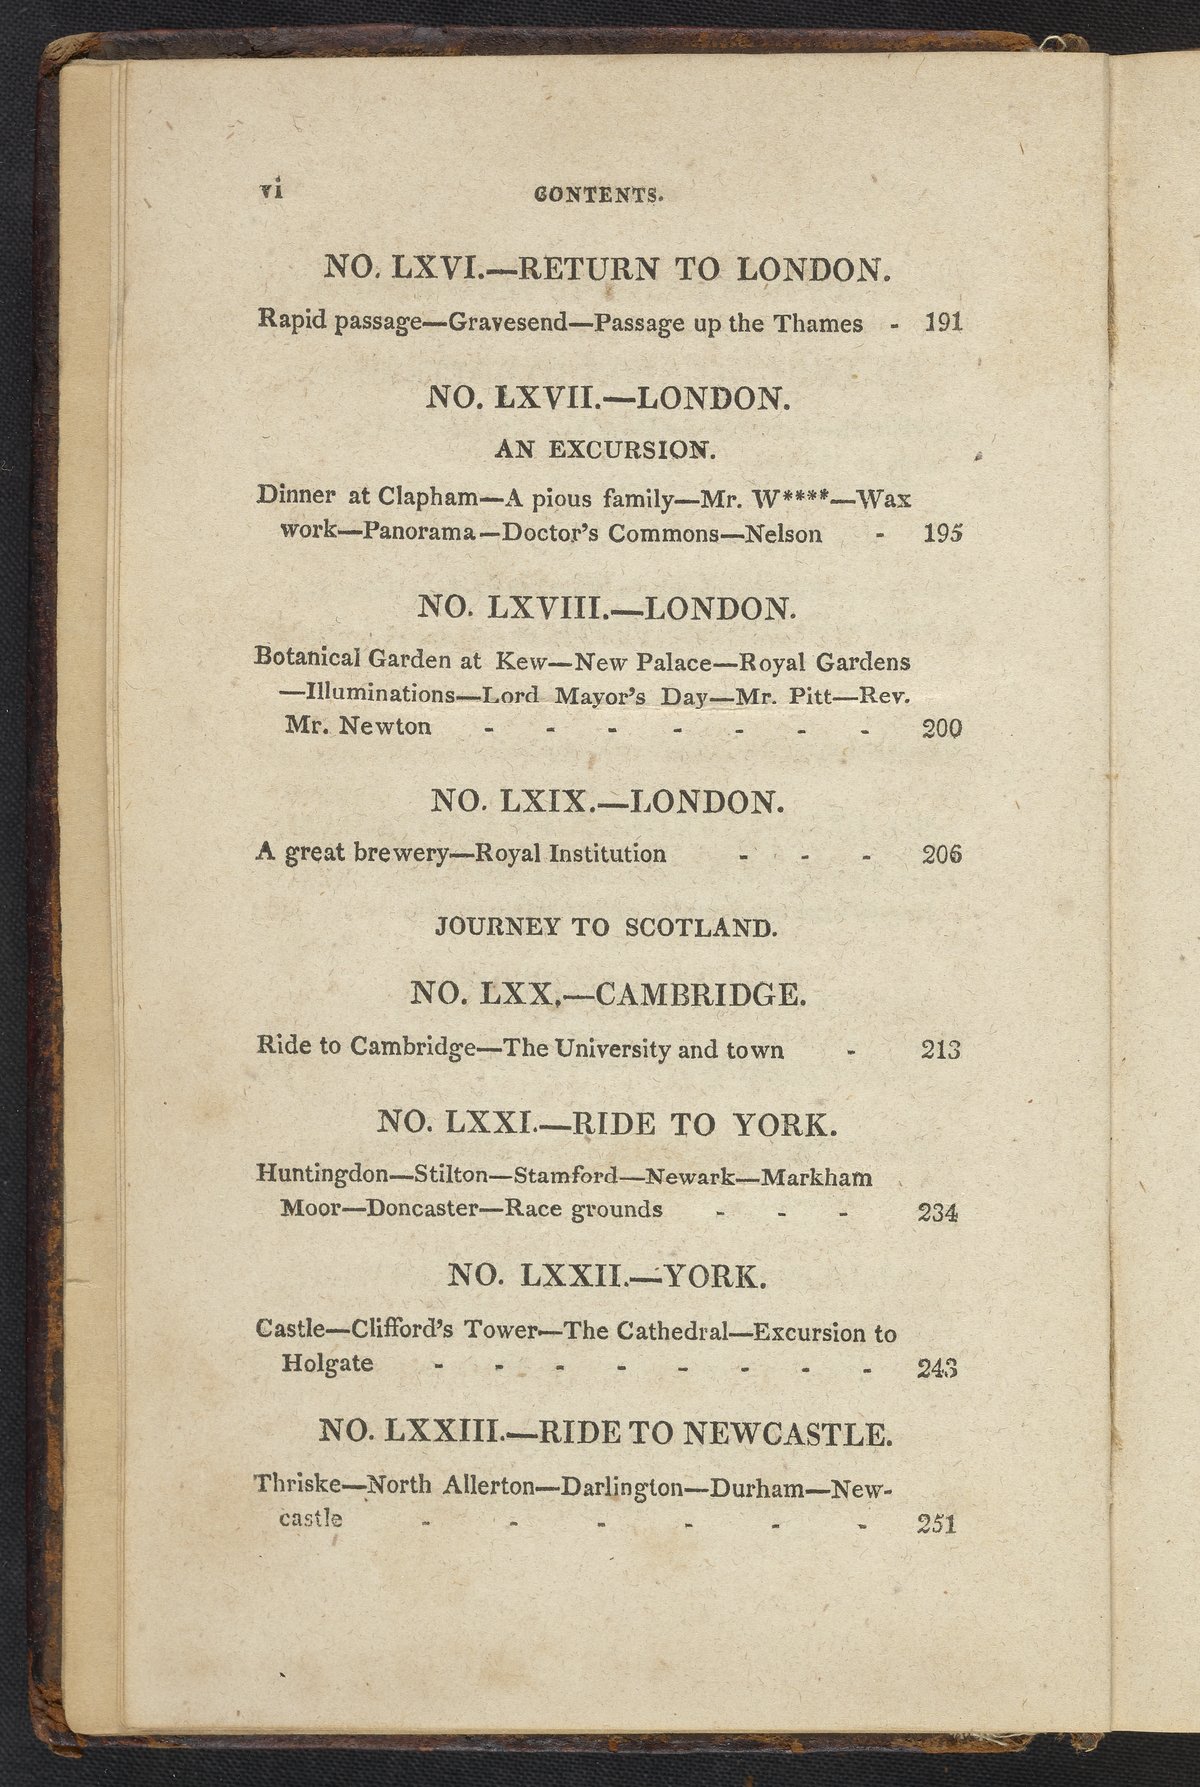 vi CONTENTS.
NO. LXVI.—RETURN TO LONDON.
Rapid passage—Gravesend—Passage up the Thames - 191
NO. LXVII.—LONDON.
AN EXCURSION.
Dinner at Clapham—A pious family—Mr. W****—Wax
work—Panorama—Doctor's Commons—Nelson - 195
NO. LXVIII.—LONDON.
Botanical Garden at Kew—New Palace—Royal Gardens
—Illuminations—Lord Mayor's Day—Mr. Pitt—Rev.
Mr. Newton - - - - - - - 200
NO. LXIX.—LONDON.
A great brewery—Royal Institution - - - 206
JOURNEY TO SCOTLAND.
NO. LXX.—CAMBRIDGE.
Ride to Cambridge—The University and town - 213
NO. LXXI.—RIDE TO YORK.
Huntingdon—Stilton—Stamford—Newark—Markham
Moor—Doncaster—Race grounds - - - 234
NO. LXXII.—YORK.
Castle—Clifford's Tower—The Cathedral—Excursion to
Holgate - - - - - - - - 243
NO. LXXIII.—RIDE TO NEWCASTLE.
Thriske—North Allerton—Darlington—Durham—New-
castle - - - - - - 251